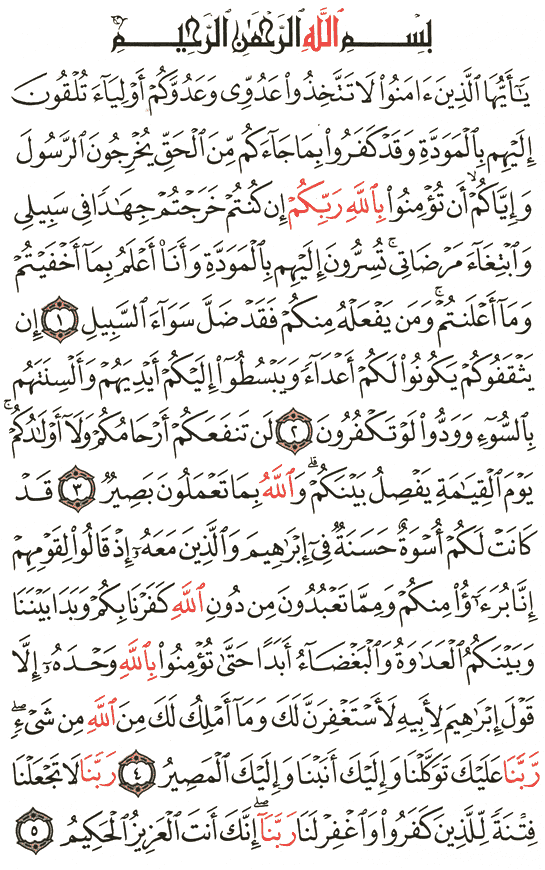 بِسْمِ ٱللَّهِ ٱلرَّحْمَٰنِ ٱلرَّحِيمِ
يَٰٓأَيُّهَا ٱلَّذِينَ ءَامَنُوا۟ لَا تَتَّخِذُوا۟ عَدُوِّى وَعَدُوَّكُمْ أَوْلِيَآءَ تُلْقُونَ
إِلَيْهِم بِٱلْمَوَدَّةِ وَقَدْ كَفَرُوا۟ بِمَا جَآءَكُم مِّنَ ٱلْحَقِّ يُخْرِجُونَ ٱلرَّسُولَ
وَإِيَّاكُمْ ۙ أَن تُؤْمِنُوا۟ بِٱللَّهِ رَبِّكُمْ إِن كُنتُمْ خَرَجْتُمْ جِهَٰدًا فِى سَبِيلِى
وَٱبْتِغَآءَ مَرْضَاتِى ۚ تُسِرُّونَ إِلَيْهِم بِٱلْمَوَدَّةِ وَأَنَا۠ أَعْلَمُ بِمَآ أَخْفَيْتُمْ
وَمَآ أَعْلَنتُمْ ۚ وَمَن يَفْعَلْهُ مِنكُمْ فَقَدْ ضَلَّ سَوَآءَ ٱلسَّبِيلِ ١ إِن
يَثْقَفُوكُمْ يَكُونُوا۟ لَكُمْ أَعْدَآءً وَيَبْسُطُوٓا۟ إِلَيْكُمْ أَيْدِيَهُمْ وَأَلْسِنَتَهُم
بِٱلسُّوٓءِ وَوَدُّوا۟ لَوْ تَكْفُرُونَ ٢ لَن تَنفَعَكُمْ أَرْحَامُكُمْ وَلَآ أَوْلَٰدُكُمْ ۚ
يَوْمَ ٱلْقِيَٰمَةِ يَفْصِلُ بَيْنَكُمْ ۚ وَٱللَّهُ بِمَا تَعْمَلُونَ بَصِيرٌ ٣ قَدْ
كَانَتْ لَكُمْ أُسْوَةٌ حَسَنَةٌ فِىٓ إِبْرَٰهِيمَ وَٱلَّذِينَ مَعَهُۥٓ إِذْ قَالُوا۟ لِقَوْمِهِمْ
إِنَّا بُرَءَٰٓؤُا۟ مِنكُمْ وَمِمَّا تَعْبُدُونَ مِن دُونِ ٱللَّهِ كَفَرْنَا بِكُمْ وَبَدَا بَيْنَنَا
وَبَيْنَكُمُ ٱلْعَدَٰوَةُ وَٱلْبَغْضَآءُ أَبَدًا حَتَّىٰ تُؤْمِنُوا۟ بِٱللَّهِ وَحْدَهُۥٓ إِلَّا
قَوْلَ إِبْرَٰهِيمَ لِأَبِيهِ لَأَسْتَغْفِرَنَّ لَكَ وَمَآ أَمْلِكُ لَكَ مِنَ ٱللَّهِ مِن شَىْءٍ ۖ
رَّبَّنَا عَلَيْكَ تَوَكَّلْنَا وَإِلَيْكَ أَنَبْنَا وَإِلَيْكَ ٱلْمَصِيرُ ٤ رَبَّنَا لَا تَجْعَلْنَا
فِتْنَةً لِّلَّذِينَ كَفَرُوا۟ وَٱغْفِرْ لَنَا رَبَّنَآ ۖ إِنَّكَ أَنتَ ٱلْعَزِيزُ ٱلْحَكِيمُ ٥